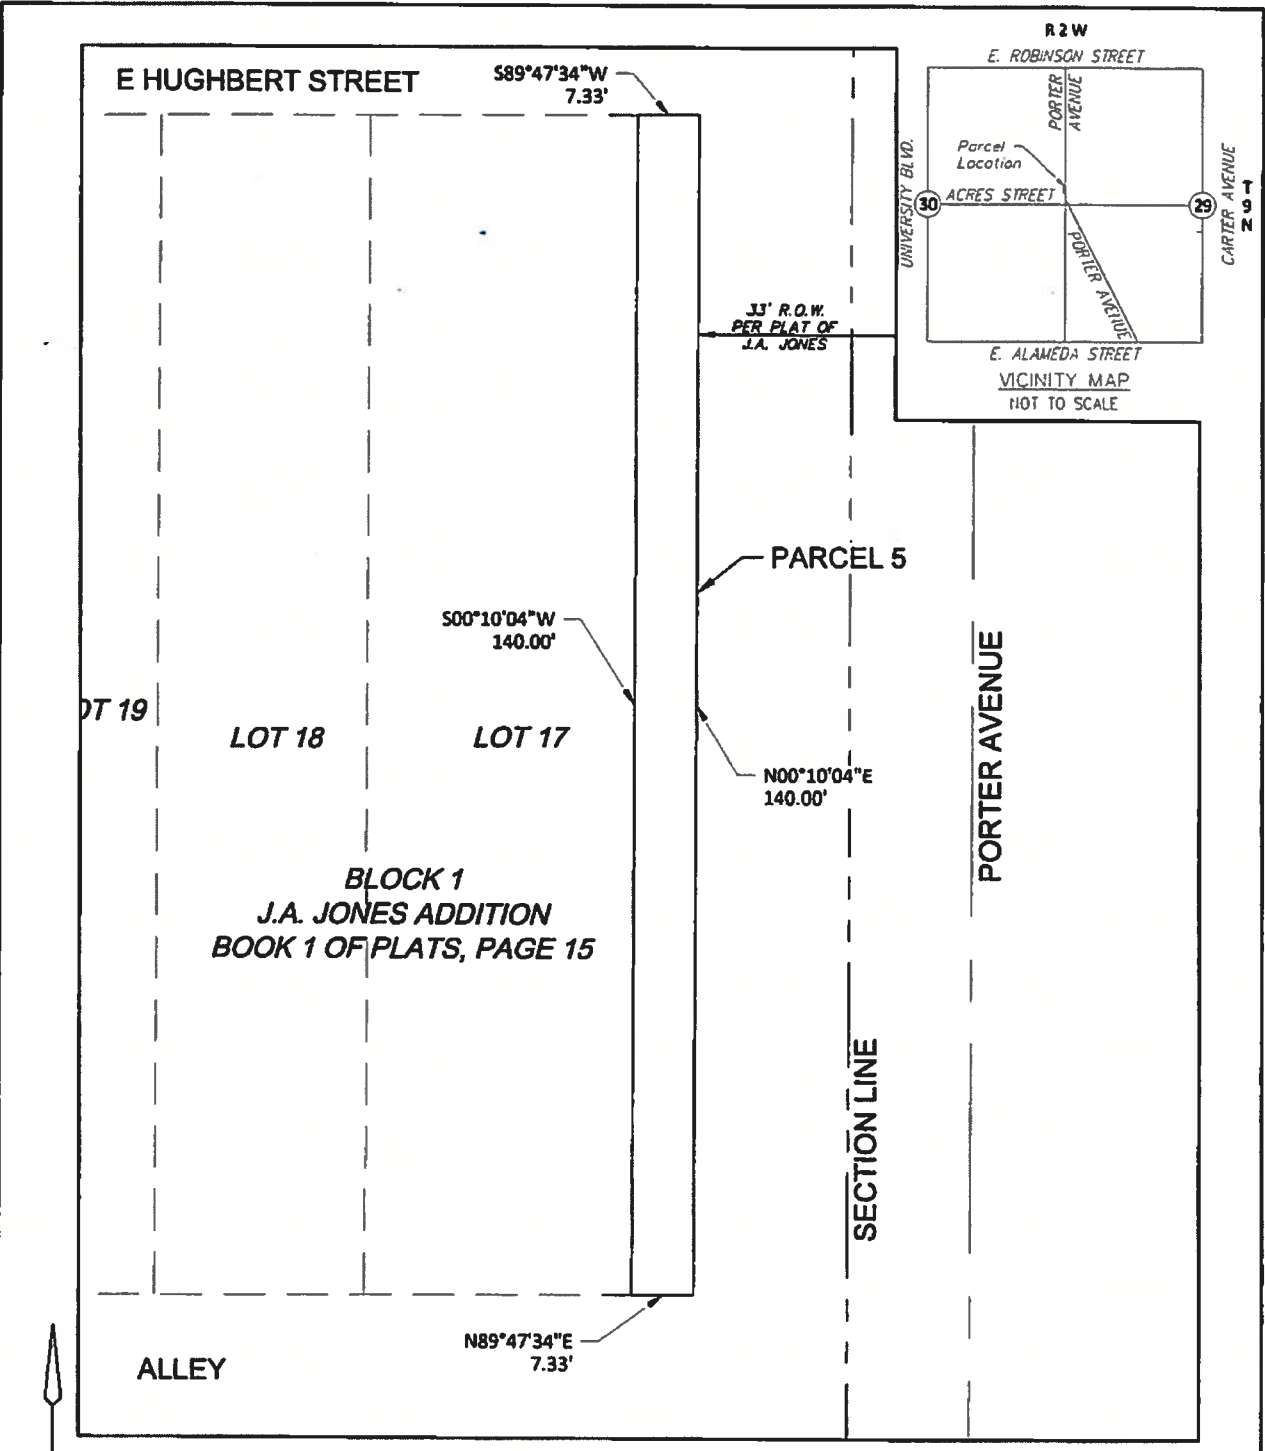 E HUGHBERT STREET
S89°47'34"W
7.33'
R 2 W
E. ROBINSON STREET
PORTER
AVENUE
Parcel
Location
UNIVERSITY BLVD.
30
ACRES STREET
29
CARTER AVENUE
T
9
N
PORTER AVENUE
E. ALAMEDA STREET
VICINITY MAP
NOT TO SCALE
33' R.O.W.
PER PLAT OF
J.A. JONES
PARCEL 5
S00°10'04"W
140.00'
PORTER AVENUE
OT 19
LOT 18
LOT 17
N00°10'04"E
140.00'
BLOCK 1
J.A. JONES ADDITION
BOOK 1 OF PLATS, PAGE 15
SECTION LINE
N89°47'34"E
7.33'
ALLEY